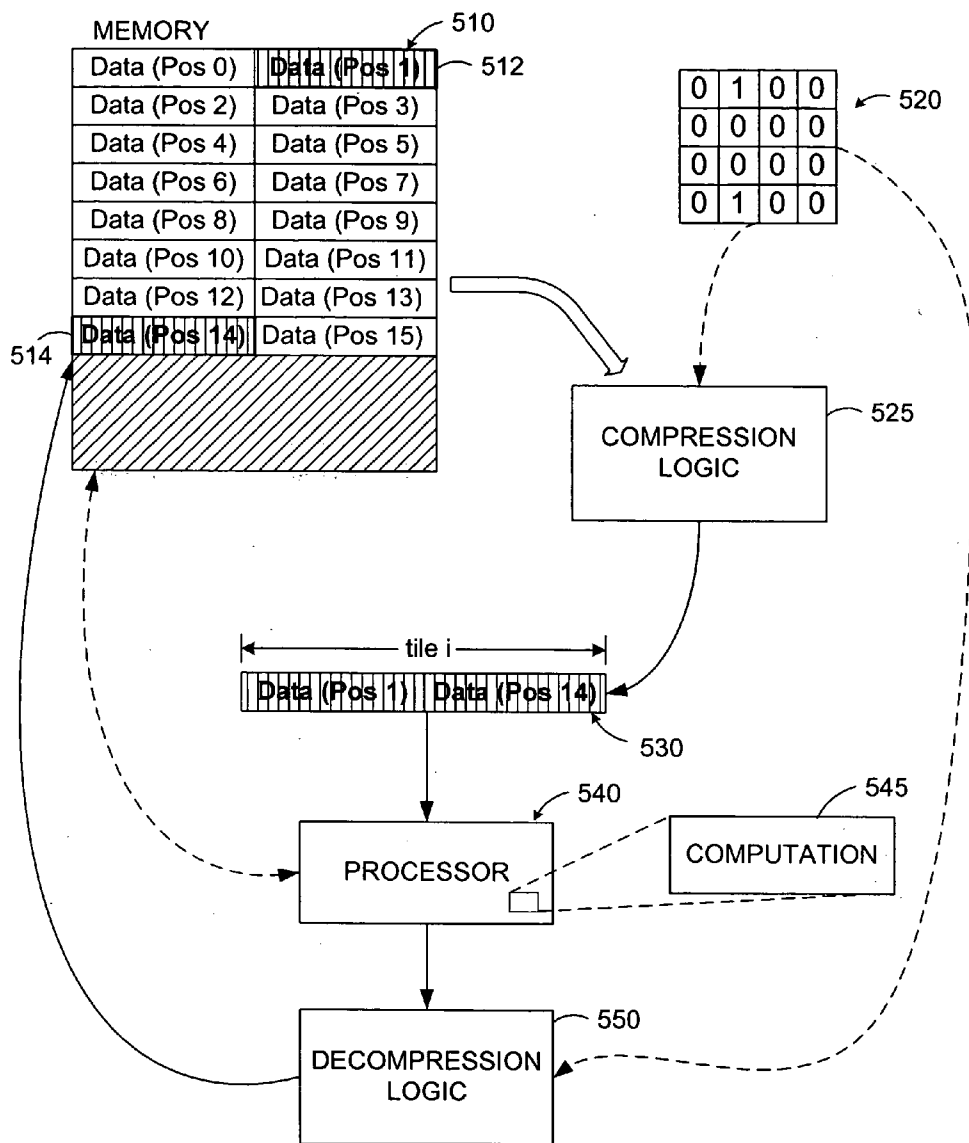 MEMORY
510
Data (Pos 0) Data (Pos 1)
512
Data (Pos 2) Data (Pos 3)
Data (Pos 4) Data (Pos 5)
Data (Pos 6) Data (Pos 7)
Data (Pos 8) Data (Pos 9)
Data (Pos 10) Data (Pos 11)
Data (Pos 12) Data (Pos 13)
Data (Pos 14) Data (Pos 15)
514
0 1 0 0
0 0 0 0
0 0 0 0
0 1 0 0
520
COMPRESSION
LOGIC
525
tile i
Data (Pos 1) Data (Pos 14)
530
540
PROCESSOR
545
COMPUTATION
550
DECOMPRESSION
LOGIC